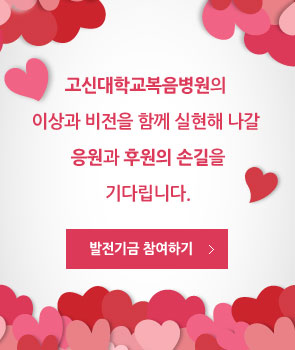 고신대학교복음병원의
이상과 비전을 함께 실현해 나갈
응원과 후원의 손길을
기다립니다.
발전기금 참여하기 >